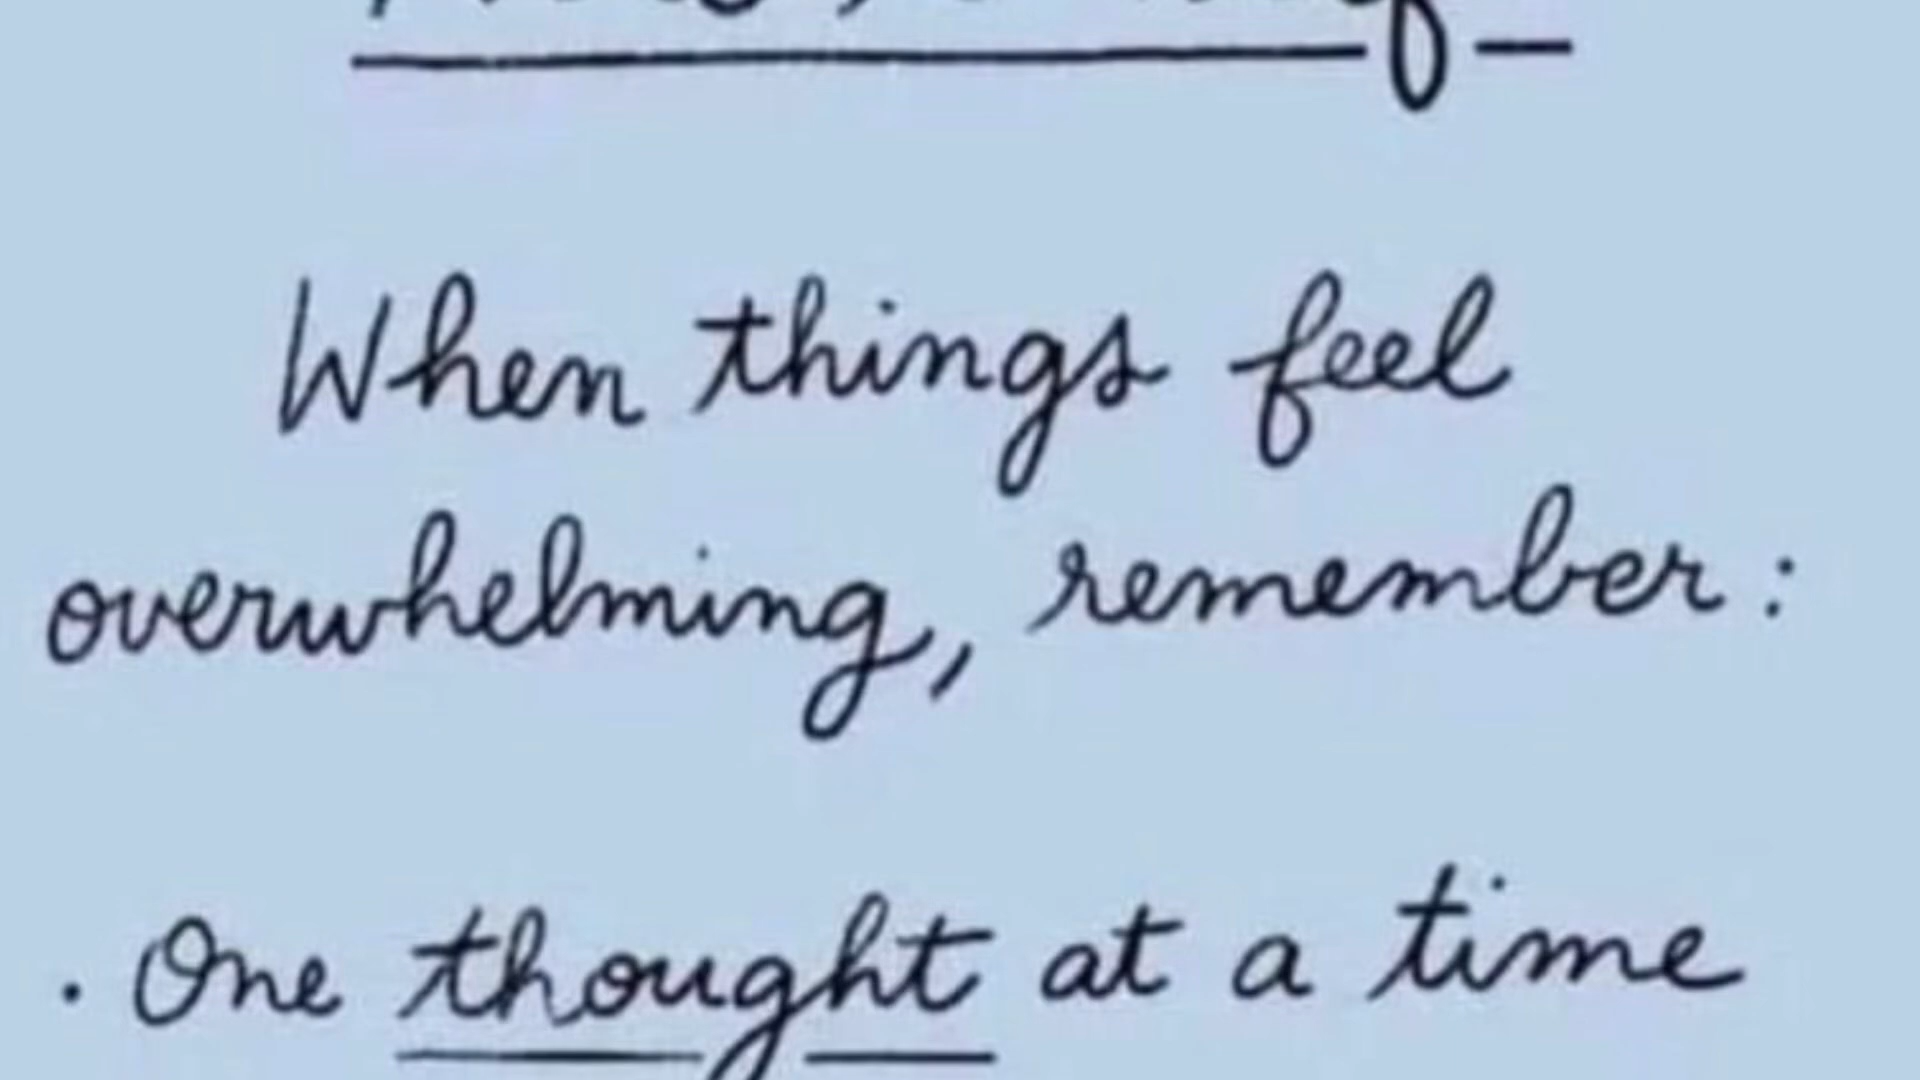 When things feel
overwhelming, remember:
· One thought at a time